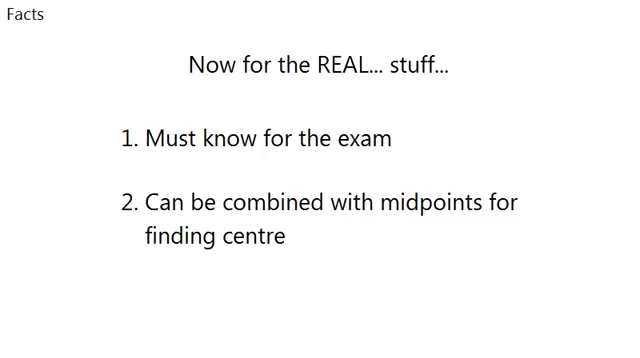 Facts
Now for the REAL... stuff...
1. Must know for the exam
2. Can be combined with midpoints for
finding centre